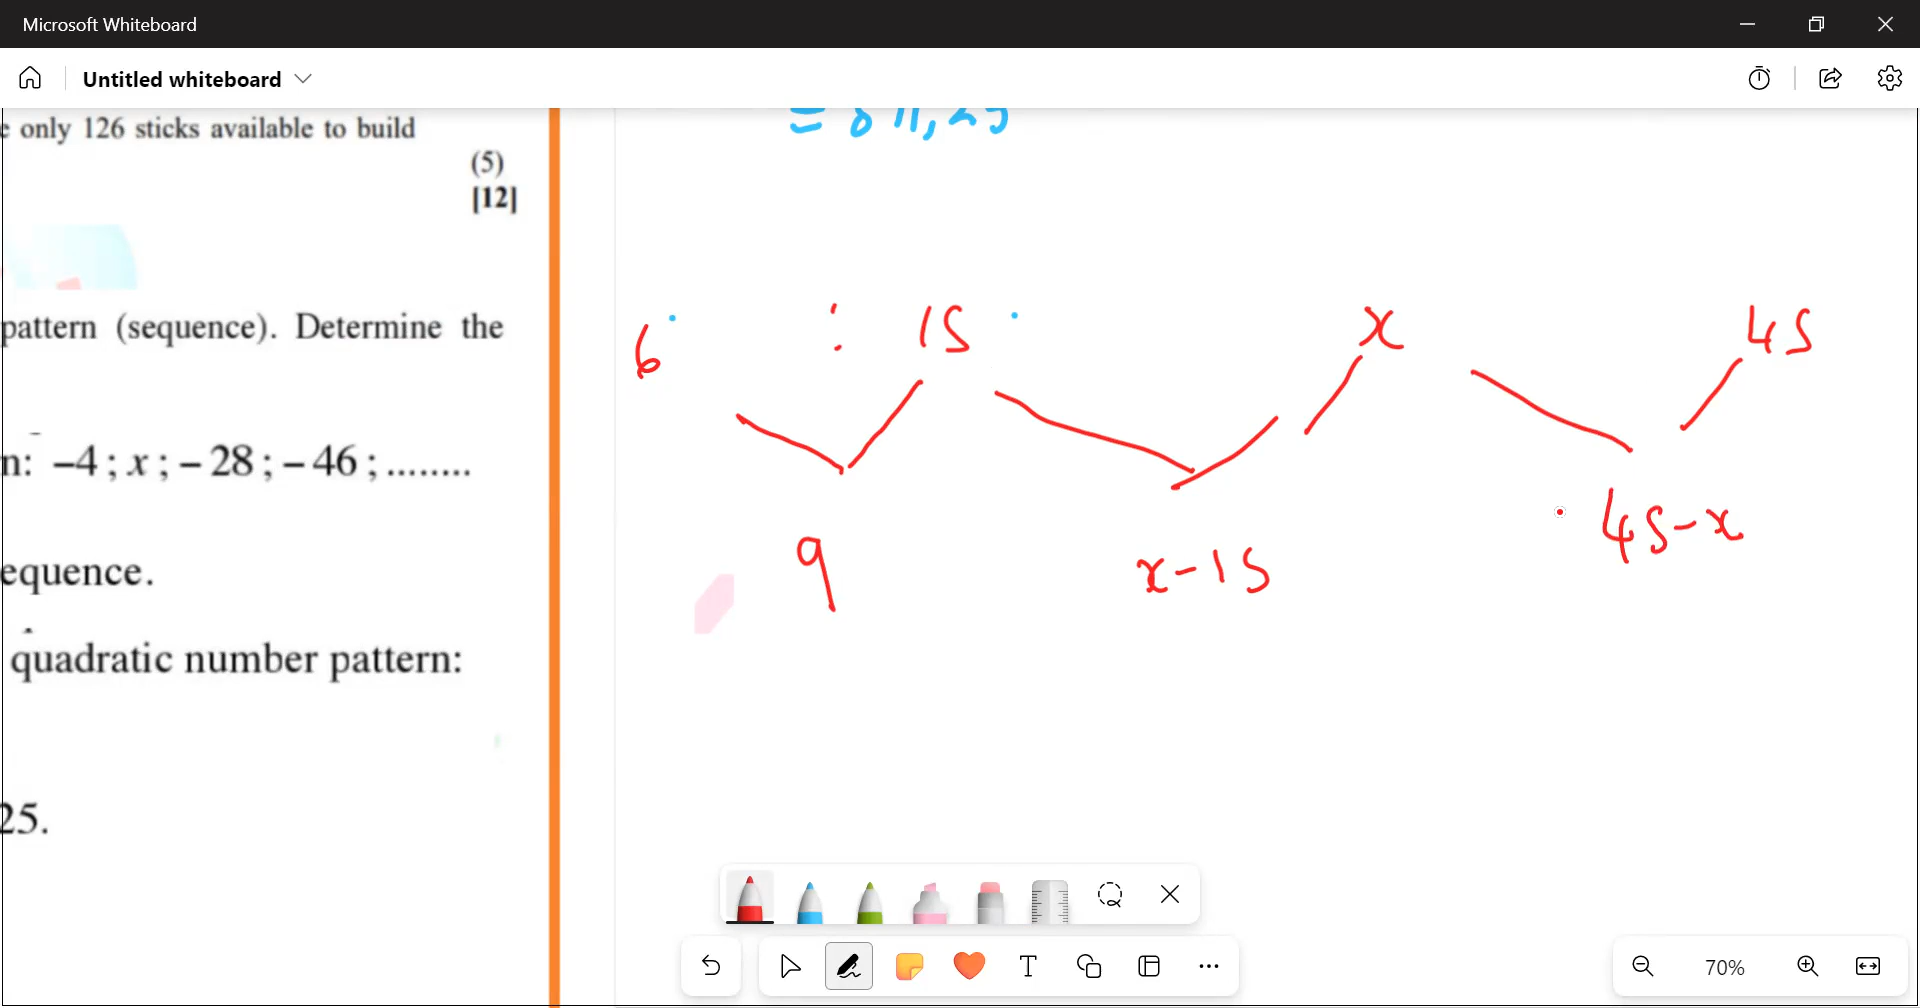 Microsoft Whiteboard
Untitled whiteboard
e only 126 sticks available to build
(5)
[12]
pattern (sequence). Determine the
n: −4 ; x ; − 28 ; − 46 ; ........
equence.
quadratic number pattern:
25.
6 : 15 x 45
9 x-15 45-x
70%